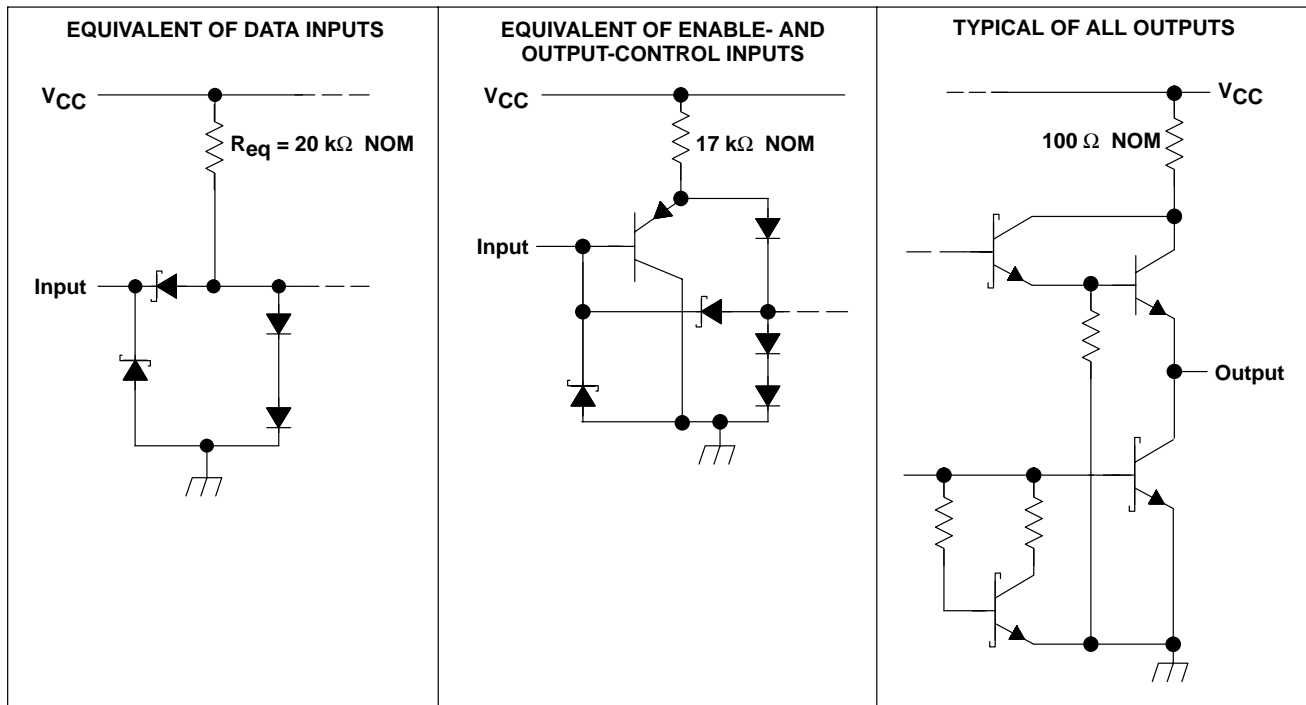 EQUIVALENT OF DATA INPUTS
VCC
Req = 20 kΩ NOM
Input
EQUIVALENT OF ENABLE- AND
OUTPUT-CONTROL INPUTS
VCC
17 kΩ NOM
Input
TYPICAL OF ALL OUTPUTS
VCC
100 Ω NOM
Output